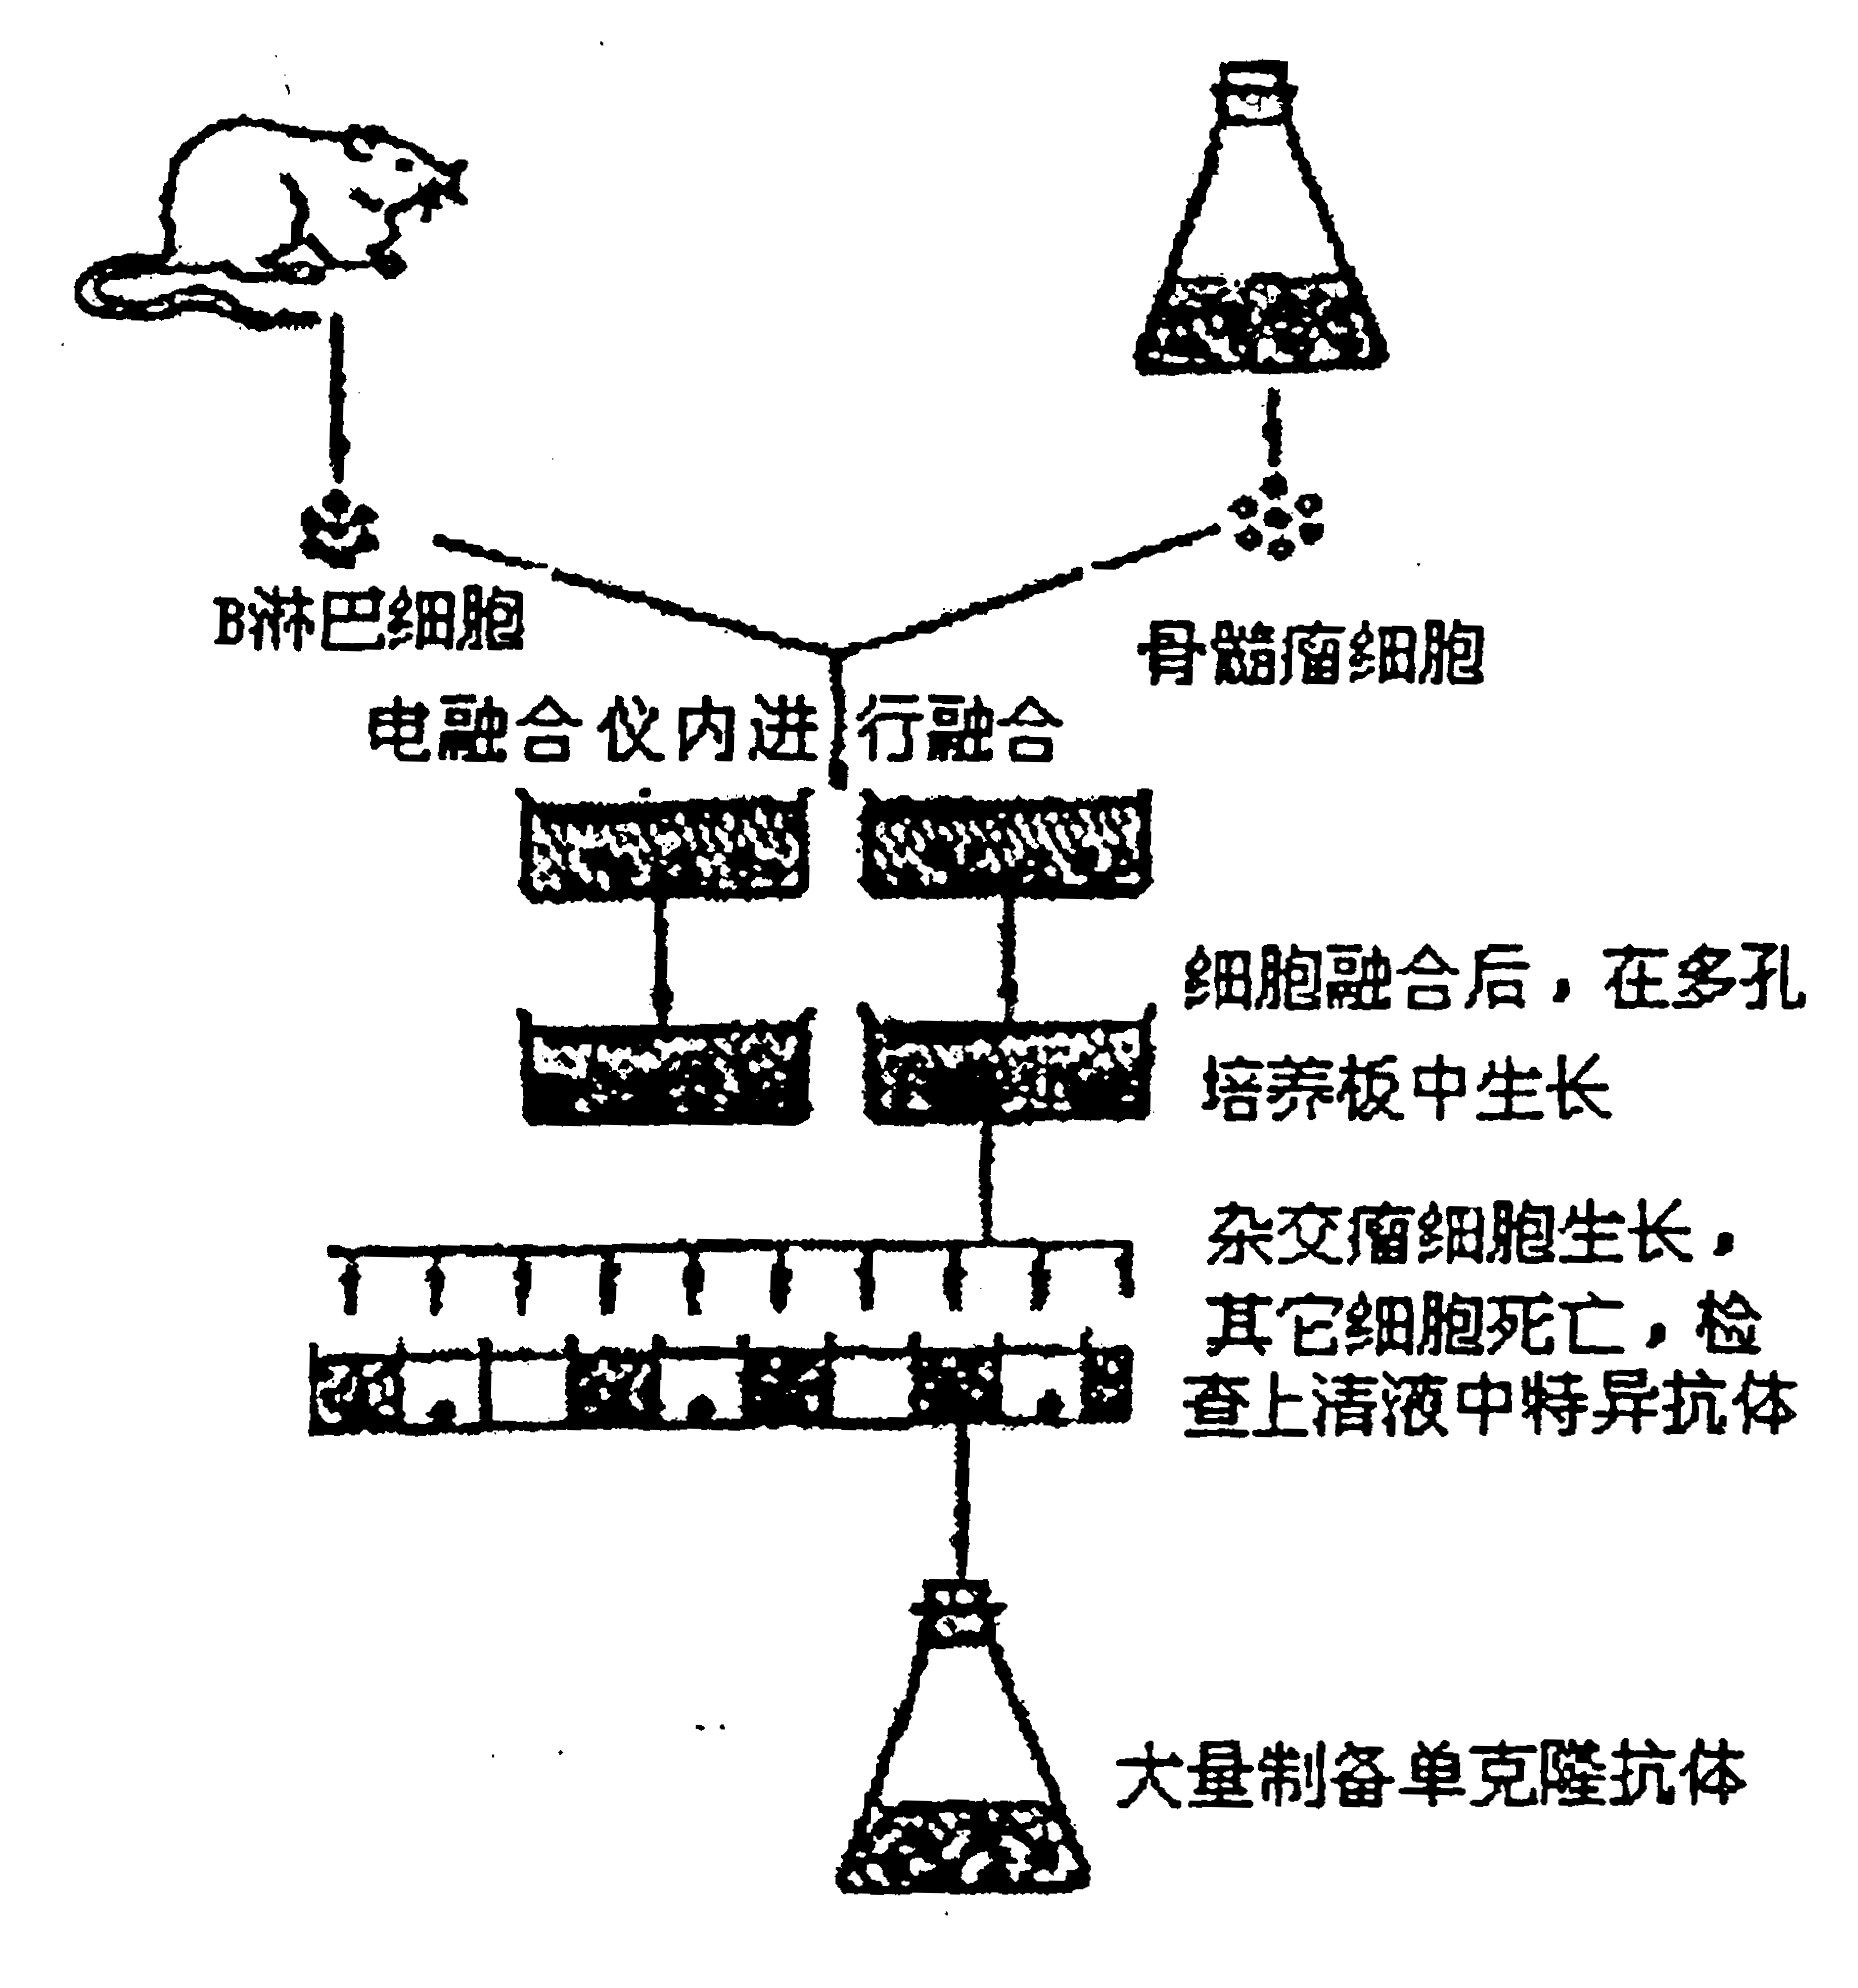 B淋巴细胞
骨髓瘤细胞
电融合仪内进行融合
细胞融合后，在多孔
培养板中生长
杂交瘤细胞生长，
其它细胞死亡，检
查上清液中特异抗体
大量制备单克隆抗体